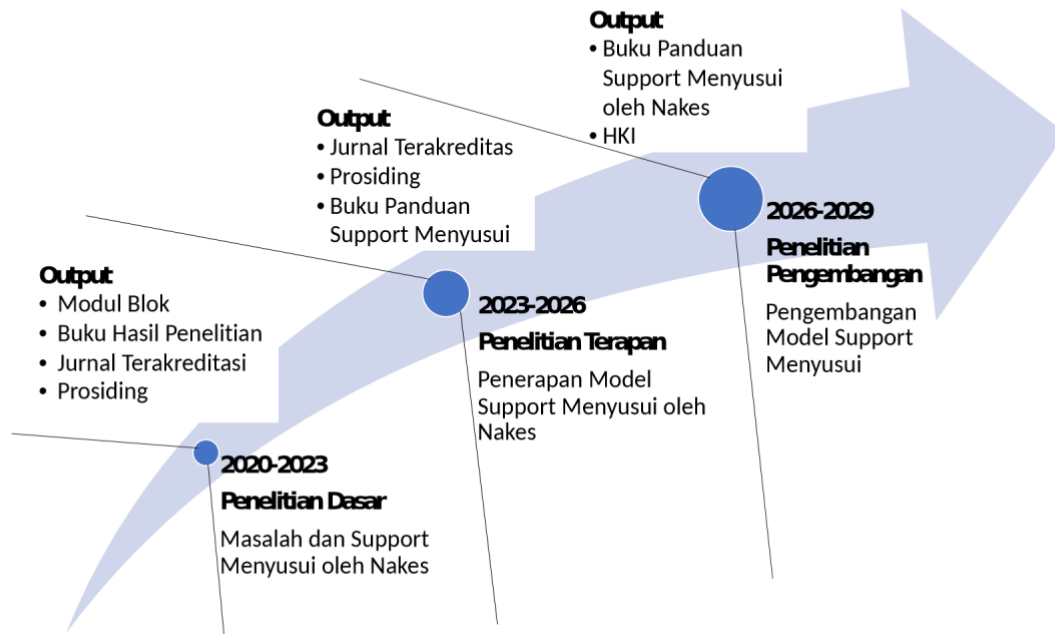 Output
• Modul Blok
• Buku Hasil Penelitian
• Jurnal Terakreditasi
• Prosiding
2020-2023
Penelitian Dasar
Masalah dan Support
Menyusui oleh Nakes
Output
• Jurnal Terakreditas
• Prosiding
• Buku Panduan
Support Menyusui
2023-2026
Penelitian Terapan
Penerapan Model
Support Menyusui oleh
Nakes
Output
• Buku Panduan
Support Menyusui
oleh Nakes
• HKI
2026-2029
Penelitian
Pengembangan
Pengembangan
Model Support
Menyusui